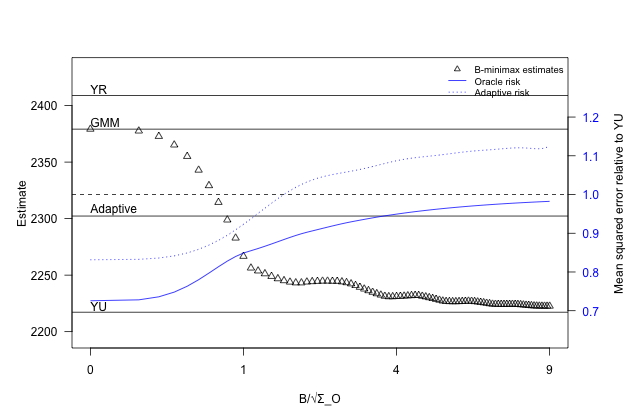 B-minimax estimates
Oracle risk
Adaptive risk
YR
GMM
Adaptive
YU
Estimate
2400
2350
2300
2250
2200
1.2
1.1
1.0
0.9
0.8
0.7
Mean squared error relative to YU
0 1 4 9
B/√Σ_O